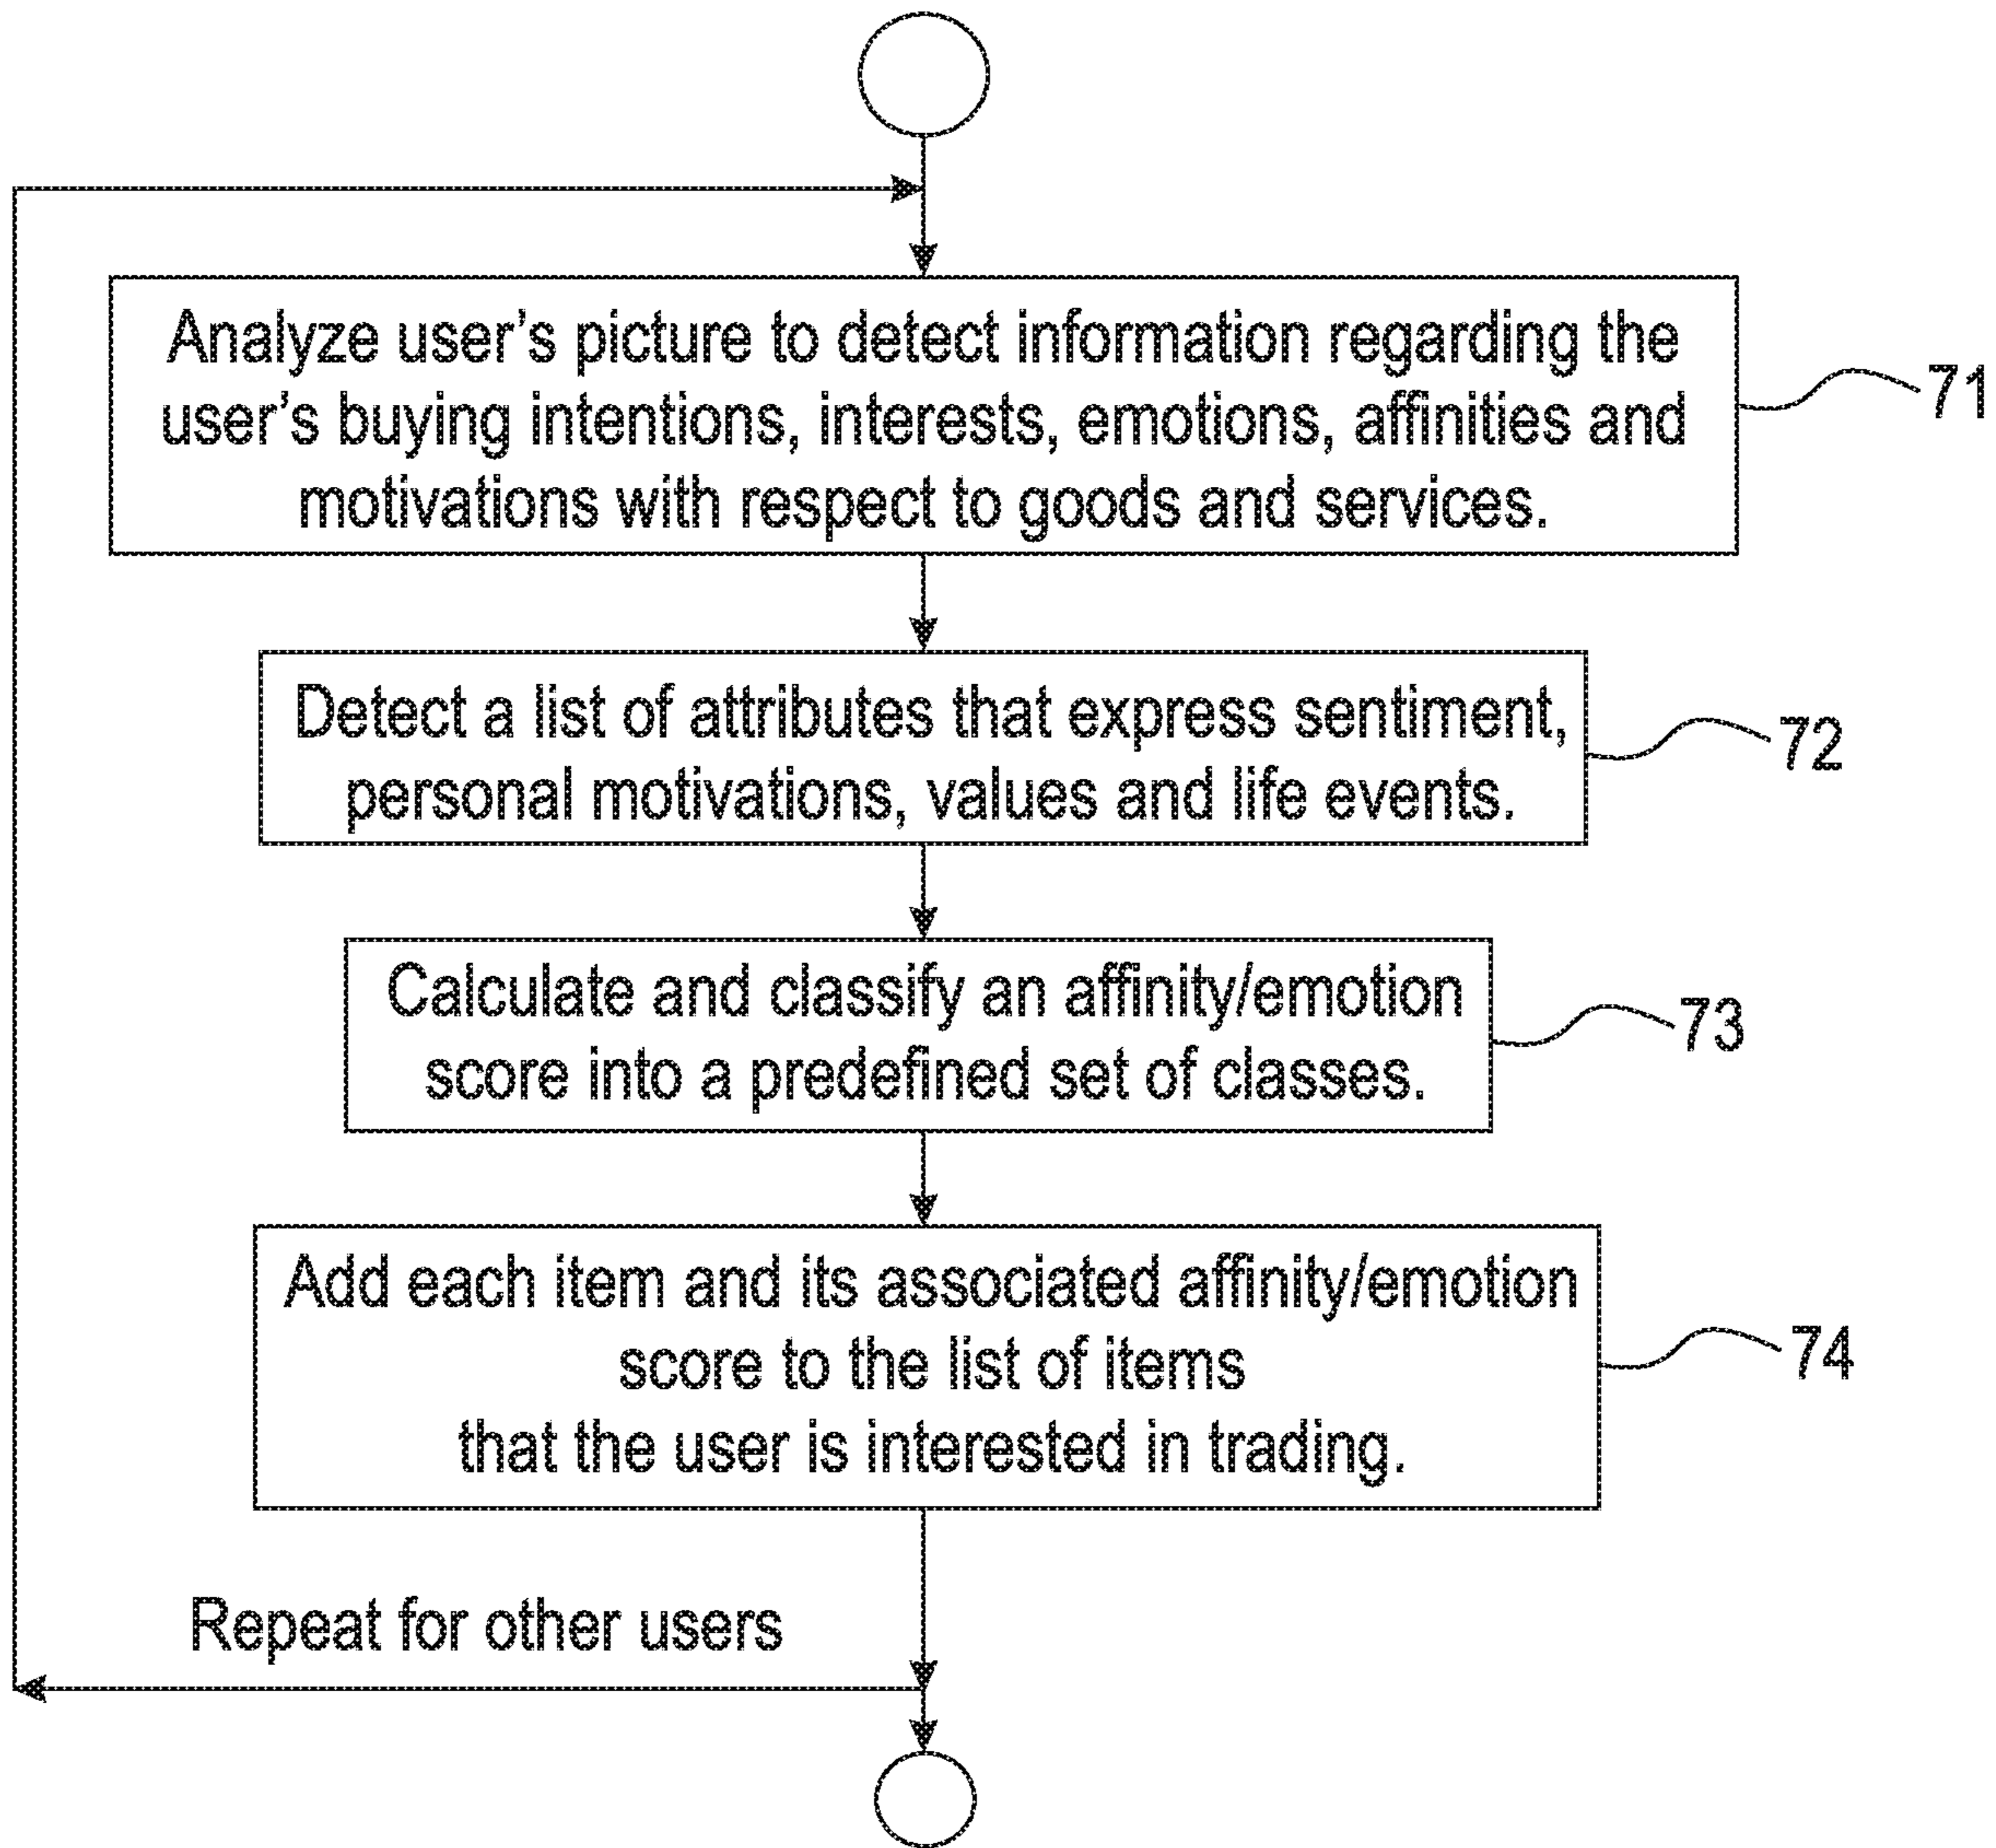 Analyze user's picture to detect information regarding the
user's buying intentions, interests, emotions, affinities and
motivations with respect to goods and services.
71
Detect a list of attributes that express sentiment,
personal motivations, values and life events.
72
Calculate and classify an affinity/emotion
score into a predefined set of classes.
73
Add each item and its associated affinity/emotion
score to the list of items
that the user is interested in trading.
74
Repeat for other users